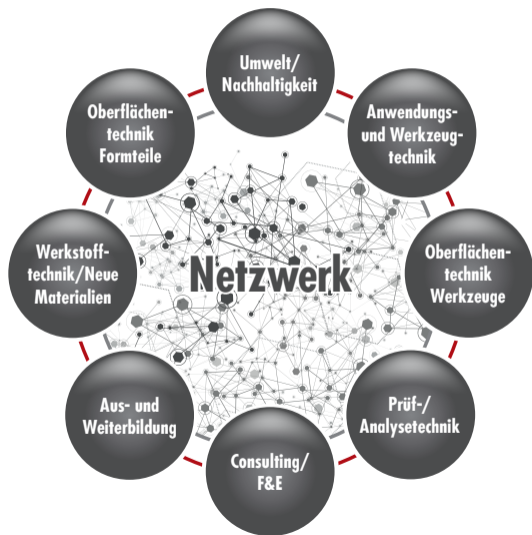 Umwelt/
Nachhaltigkeit
Anwendungs-
und Werkzeug-
technik
Oberflächen-
technik
Werkzeuge
Prüf-/
Analysetechnik
Consulting/
F&E
Aus- und
Weiterbildung
Werkstoff-
technik/Neue
Materialien
Oberflächen-
technik
Formteile
Netzwerk